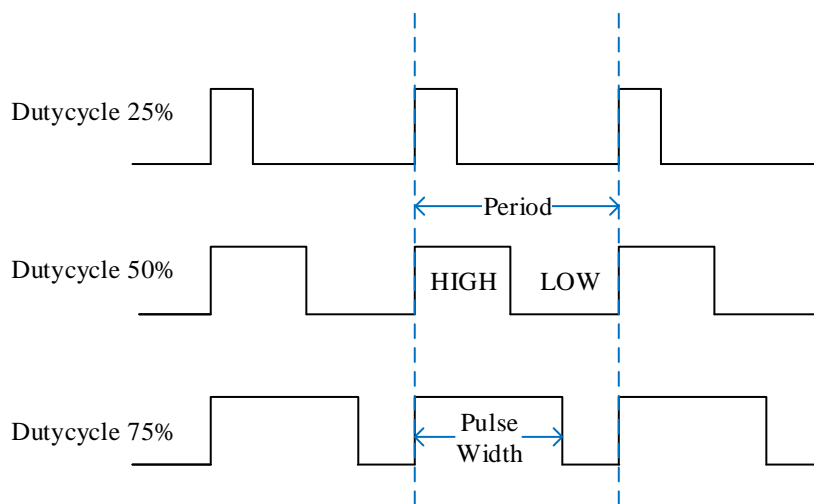 Dutycycle 25%
Period
Dutycycle 50%
HIGH
LOW
Dutycycle 75%
Pulse
Width